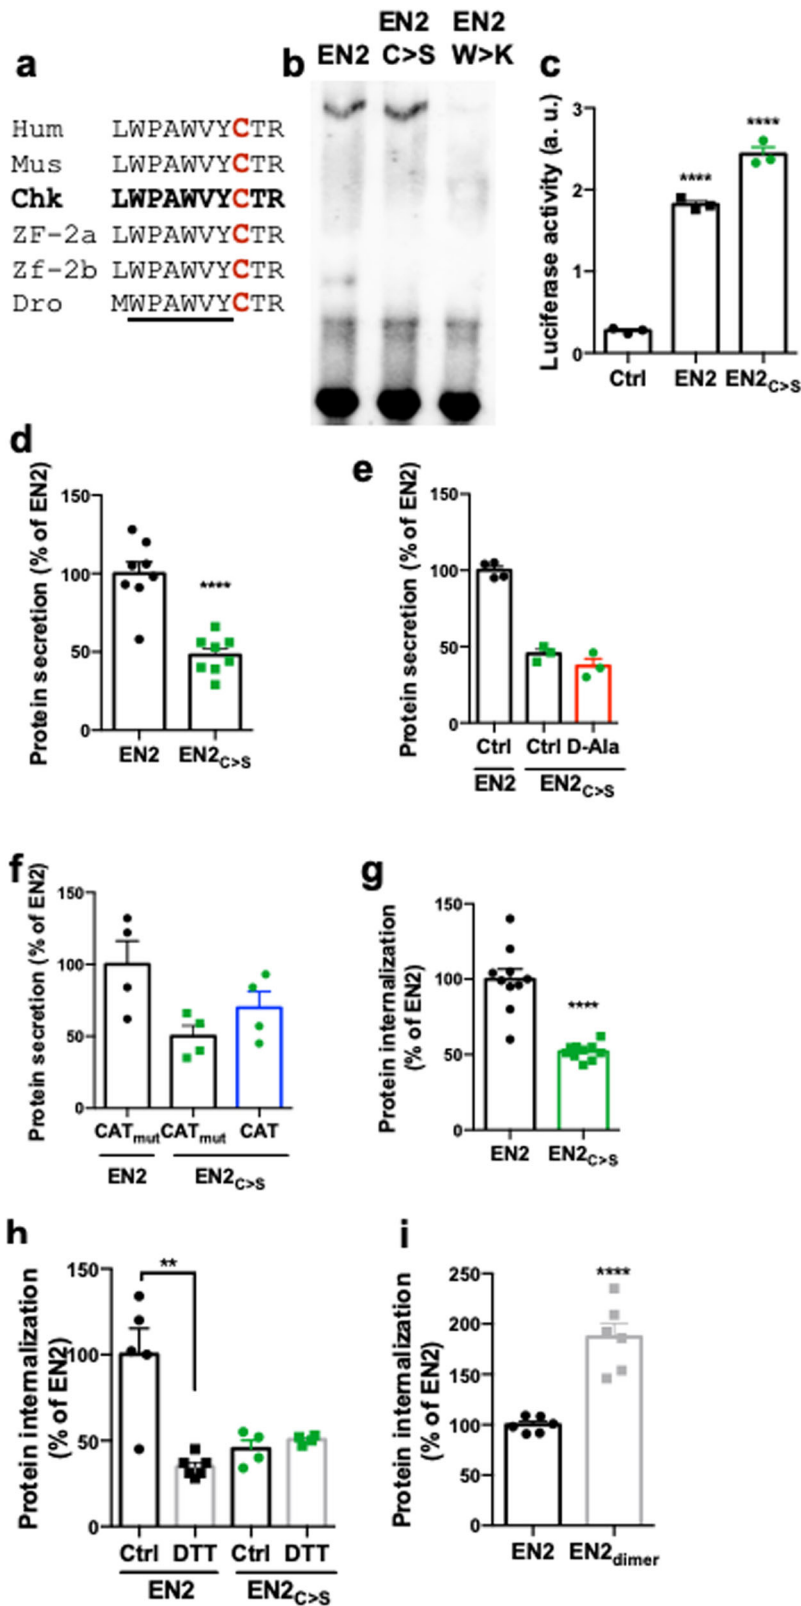 a
Hum LWPAWVYCTR
Mus LWPAWVYCTR
Chk LWPAWVYCTR
ZF-2a LWPAWVYCTR
Zf-2b LWPAWVYCTR
Dro MWPAWVYCTR
b
EN2 EN2 C>S EN2 W>K
c
Luciferase activity (a. u.)
3
2
1
0
****
****
Ctrl EN2 EN2C>S
d
Protein secretion (% of EN2)
150
100
50
0
****
EN2 EN2C>S
e
Protein secretion (% of EN2)
150
100
50
0
Ctrl Ctrl D-Ala
EN2 EN2C>S
f
Protein secretion (% of EN2)
150
100
50
0
CATmut CATmut CAT
EN2 EN2C>S
g
Protein internalization
(% of EN2)
150
100
50
0
****
EN2 EN2C>S
h
Protein internalization
(% of EN2)
150
100
50
0
**
Ctrl DTT Ctrl DTT
EN2 EN2C>S
i
Protein internalization
(% of EN2)
250
200
150
100
50
0
****
EN2 EN2dimer